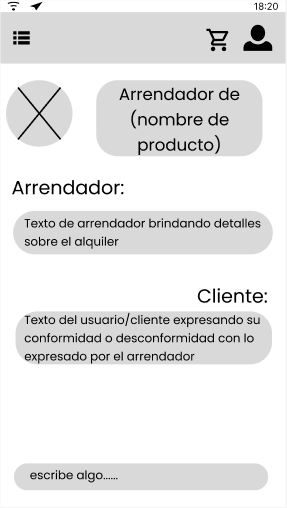 18:20
Arrendador de
(nombre de
producto)
Arrendador:
Texto de arrendador brindando detalles
sobre el alquiler
Cliente:
Texto del usuario/cliente expresando su
conformidad o desconformidad con lo
expresado por el arrendador
escribe algo......